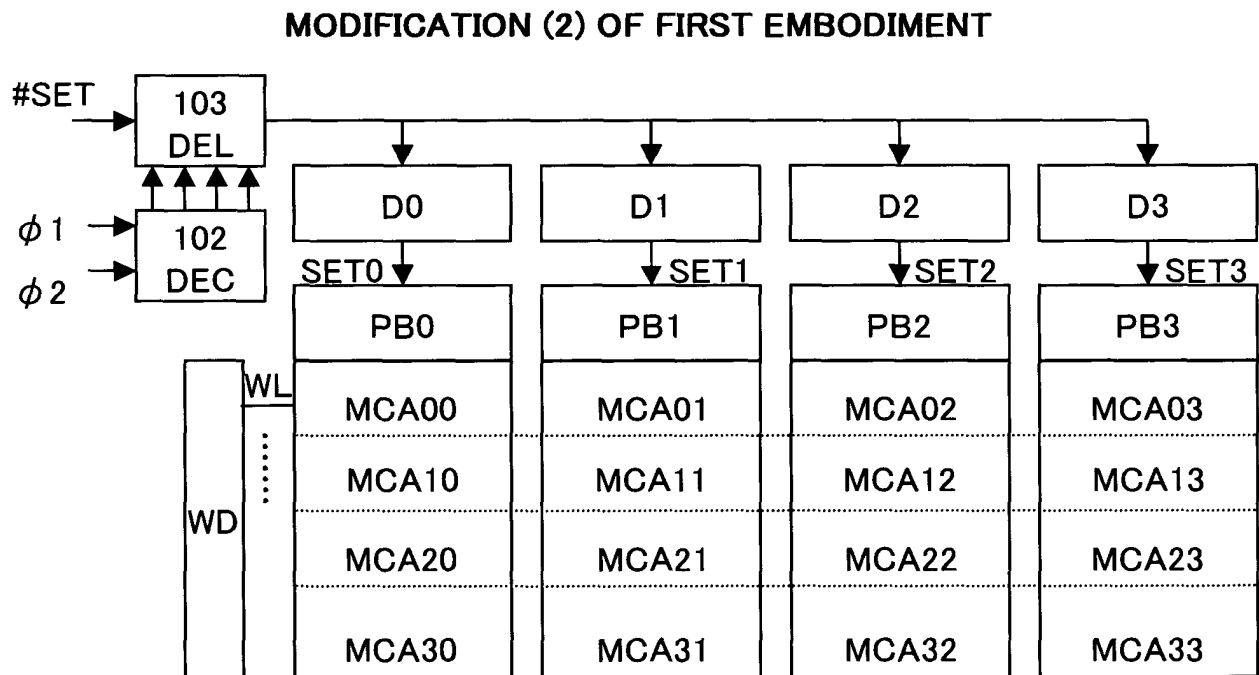 MODIFICATION (2) OF FIRST EMBODIMENT
#SET
103
DEL
D0
D1
D2
D3
φ1
φ2
102
DEC
SET0
SET1
SET2
SET3
PB0
PB1
PB2
PB3
WL
WD
MCA00
MCA01
MCA02
MCA03
MCA10
MCA11
MCA12
MCA13
MCA20
MCA21
MCA22
MCA23
MCA30
MCA31
MCA32
MCA33